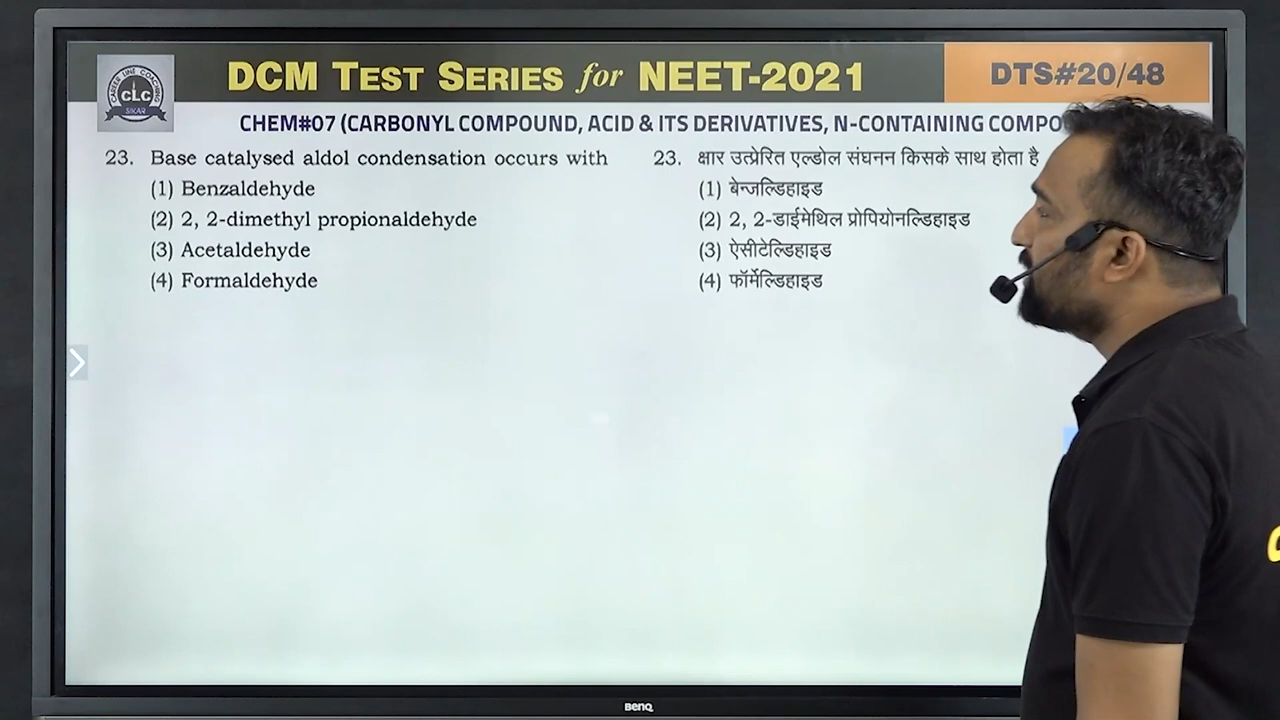 DCM TEST SERIES for NEET-2021
DTS#20/48
CAREER LINE COACHING
CLC
SIKAR
CHEM#07 (CARBONYL COMPOUND, ACID & ITS DERIVATIVES, N-CONTAINING COMPO
23. Base catalysed aldol condensation occurs with
(1) Benzaldehyde
(2) 2, 2-dimethyl propionaldehyde
(3) Acetaldehyde
(4) Formaldehyde
23. क्षार उत्प्रेरित एल्डोल संघनन किसके साथ होता है
(1) बेन्जल्डिहाइड
(2) 2, 2-डाईमेथिल प्रोपियोनल्डिहाइड
(3) ऐसीटेल्डिहाइड
(4) फॉर्मेल्डिहाइड
BENQ